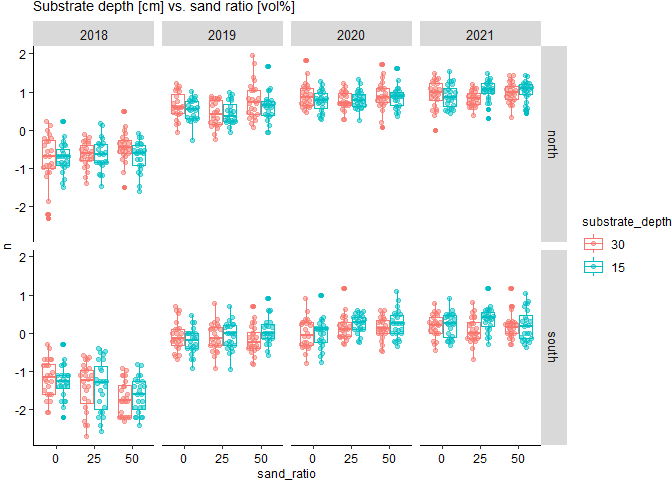 Substrate depth [cm] vs. sand ratio [vol%]
2018 2019 2020 2021
2
1
0
-1
-2
north
n
2
1
0
-1
-2
south
substrate_depth
30
15
0 25 50 0 25 50 0 25 50 0 25 50
sand_ratio